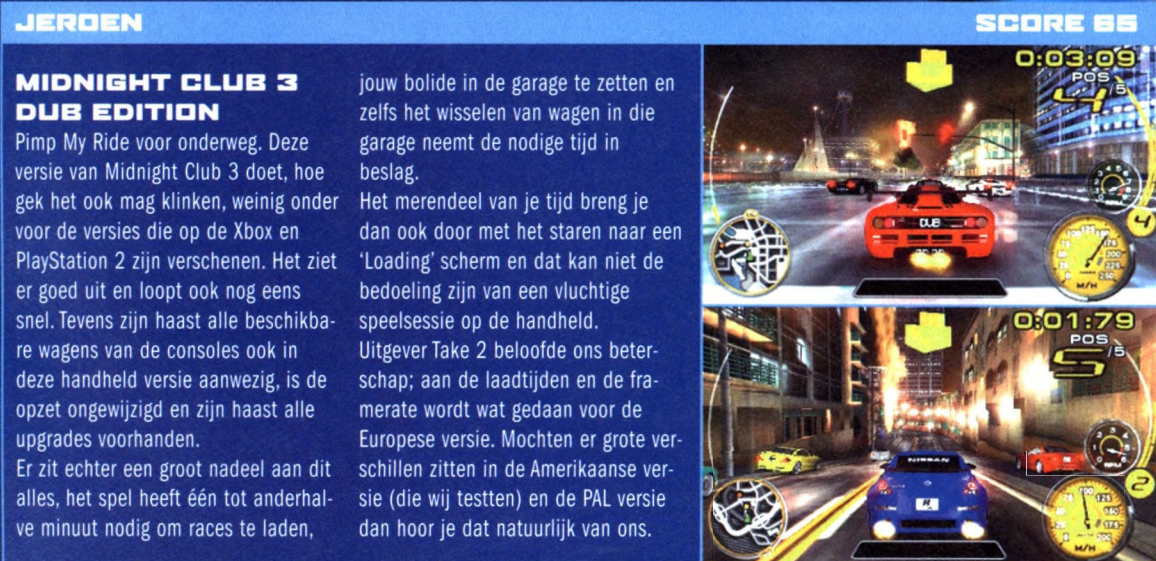 JEROEN
SCORE 65
MIDNIGHT CLUB 3
DUB EDITION
Pimp My Ride voor onderweg. Deze
versie van Midnight Club 3 doet, hoe
gek het ook mag klinken, weinig onder
voor de versies die op de Xbox en
PlayStation 2 zijn verschenen. Het ziet
er goed uit en loopt ook nog eens
snel. Tevens zijn haast alle beschikba-
re wagens van de consoles ook in
deze handheld versie aanwezig, is de
opzet ongewijzigd en zijn haast alle
upgrades voorhanden.
Er zit echter een groot nadeel aan dit
alles, het spel heeft één tot anderhal-
ve minuut nodig om races te laden,
jouw bolide in de garage te zetten en
zelfs het wisselen van wagen in die
garage neemt de nodige tijd in
beslag.
Het merendeel van je tijd breng je
dan ook door met het staren naar een
'Loading' scherm en dat kan niet de
bedoeling zijn van een vluchtige
speelsessie op de handheld.
Uitgever Take 2 beloofde ons beter-
schap; aan de laadtijden en de fra-
merate wordt wat gedaan voor de
Europese versie. Mochten er grote ver-
schillen zitten in de Amerikaanse ver-
sie (die wij testten) en de PAL versie
dan hoor je dat natuurlijk van ons.
0:03:09
POS
4/5
DUB
4
M/H
0:01:79
POS
5/5
NISSAN
RPM
2
M/H